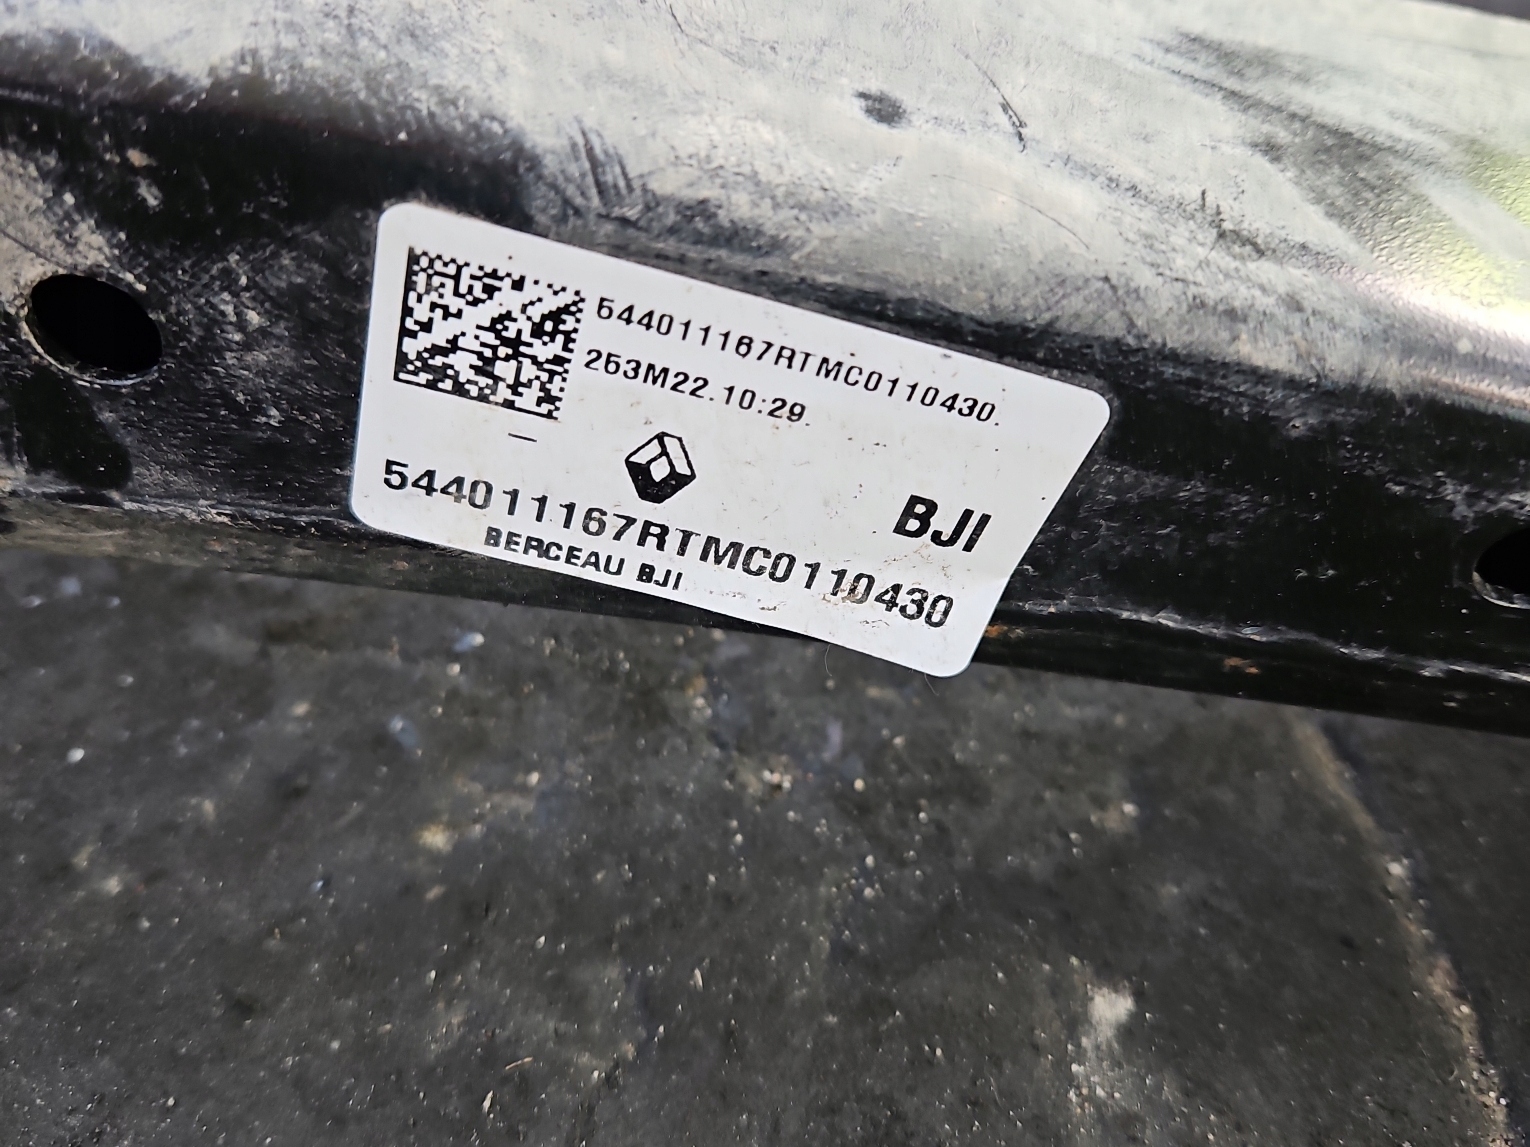 544011167RTMC0110430.
253M22.10:29.
BJI
544011167RTMC0110430
BERCEAU BJI